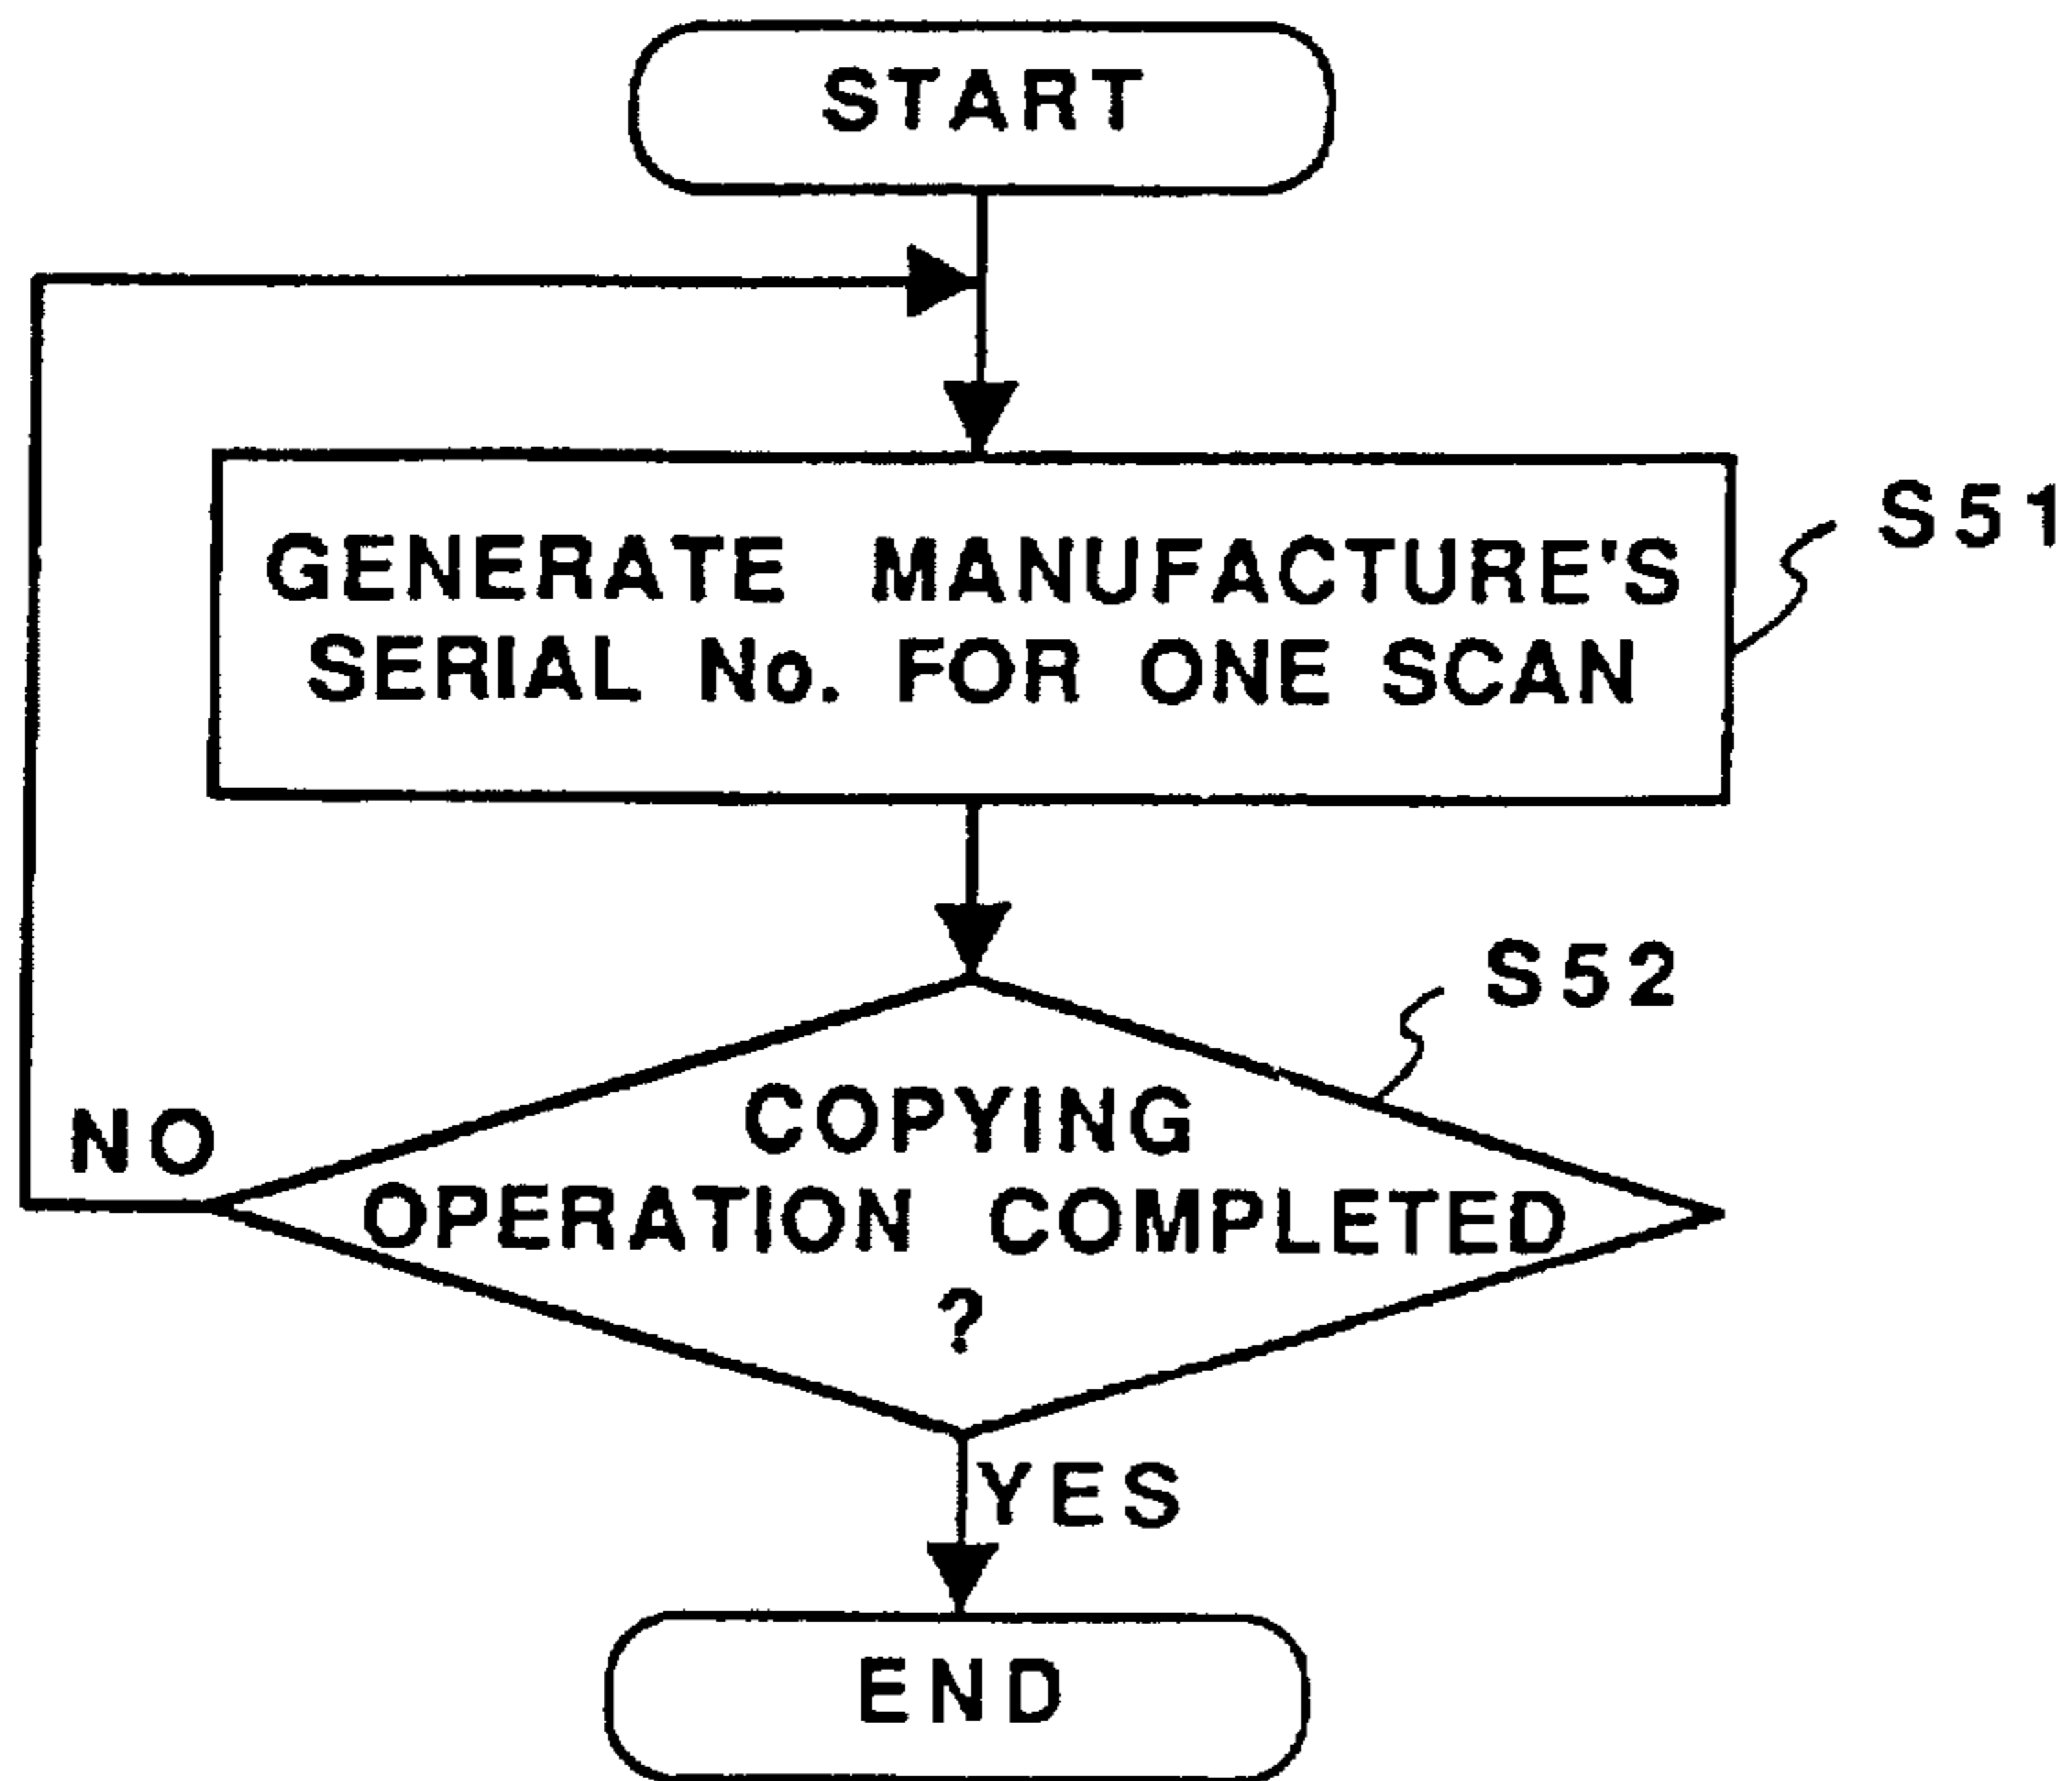 START
GENERATE MANUFACTURE'S
SERIAL No. FOR ONE SCAN
S51
S52
COPYING
OPERATION COMPLETED
?
NO
YES
END